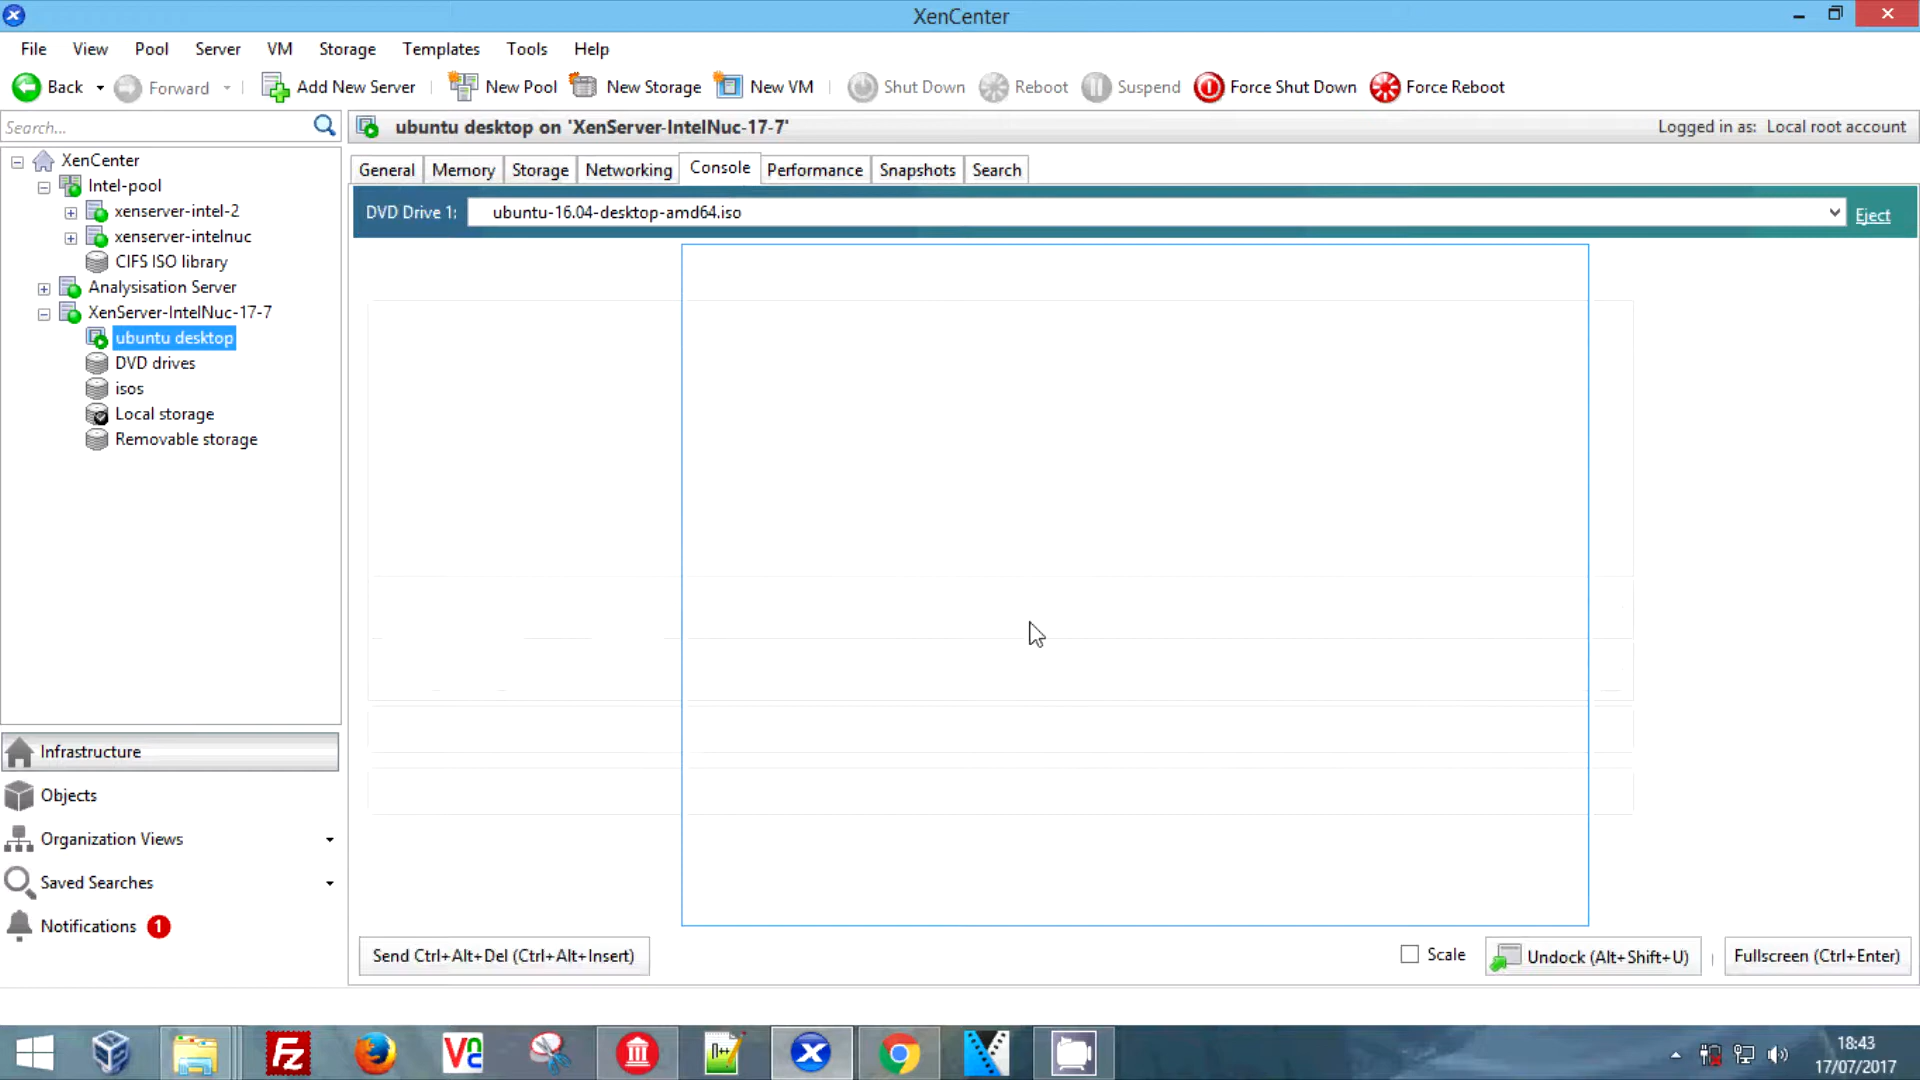 XenCenter
File View Pool Server VM Storage Templates Tools Help
Back Forward Add New Server New Pool New Storage New VM Shut Down Reboot Suspend Force Shut Down Force Reboot
Search...
ubuntu desktop on 'XenServer-IntelNuc-17-7'
Logged in as: Local root account
XenCenter
Intel-pool
xenserver-intel-2
xenserver-intelnuc
CIFS ISO library
Analysisation Server
XenServer-IntelNuc-17-7
ubuntu desktop
DVD drives
isos
Local storage
Removable storage
General Memory Storage Networking Console Performance Snapshots Search
DVD Drive 1: ubuntu-16.04-desktop-amd64.iso Eject
Infrastructure
Objects
Organization Views
Saved Searches
Notifications 1
Send Ctrl+Alt+Del (Ctrl+Alt+Insert)
Scale
Undock (Alt+Shift+U)
Fullscreen (Ctrl+Enter)
18:43
17/07/2017